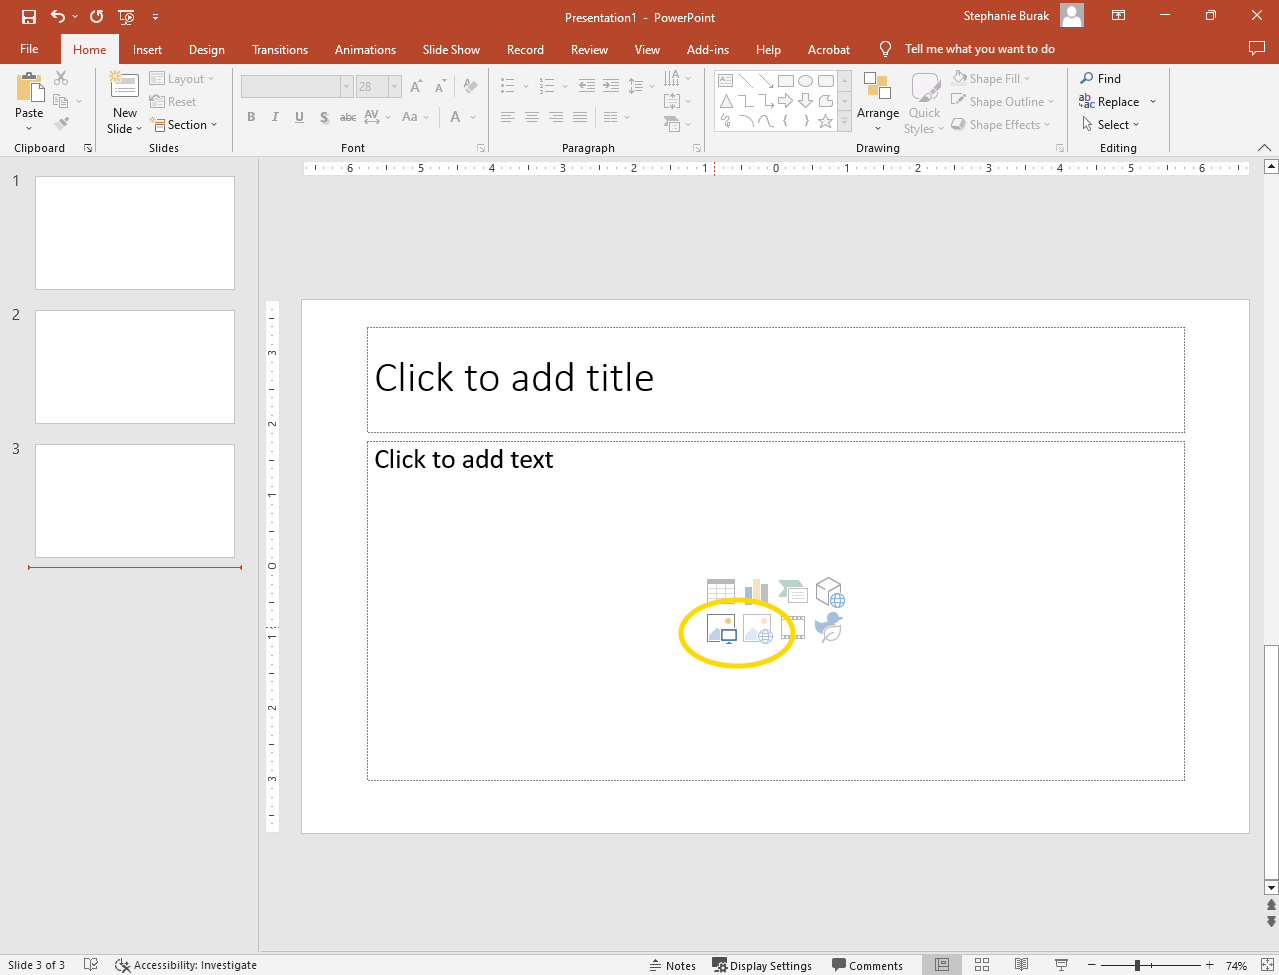 Presentation1 - PowerPoint
Stephanie Burak
File Home Insert Design Transitions Animations Slide Show Record Review View Add-ins Help Acrobat Tell me what you want to do
Paste
Clipboard
New Slide
Layout
Reset
Section
Slides
28
B I U S abc AV Aa A
Font
Paragraph
Arrange
Quick Styles
Shape Fill
Shape Outline
Shape Effects
Drawing
Find
Replace
Select
Editing
6 5 4 3 2 1 0 1 2 3 4 5 6
1
2
3
3
2
1
0
1
2
3
Click to add title
Click to add text
Slide 3 of 3 Accessibility: Investigate Notes Display Settings Comments 74%